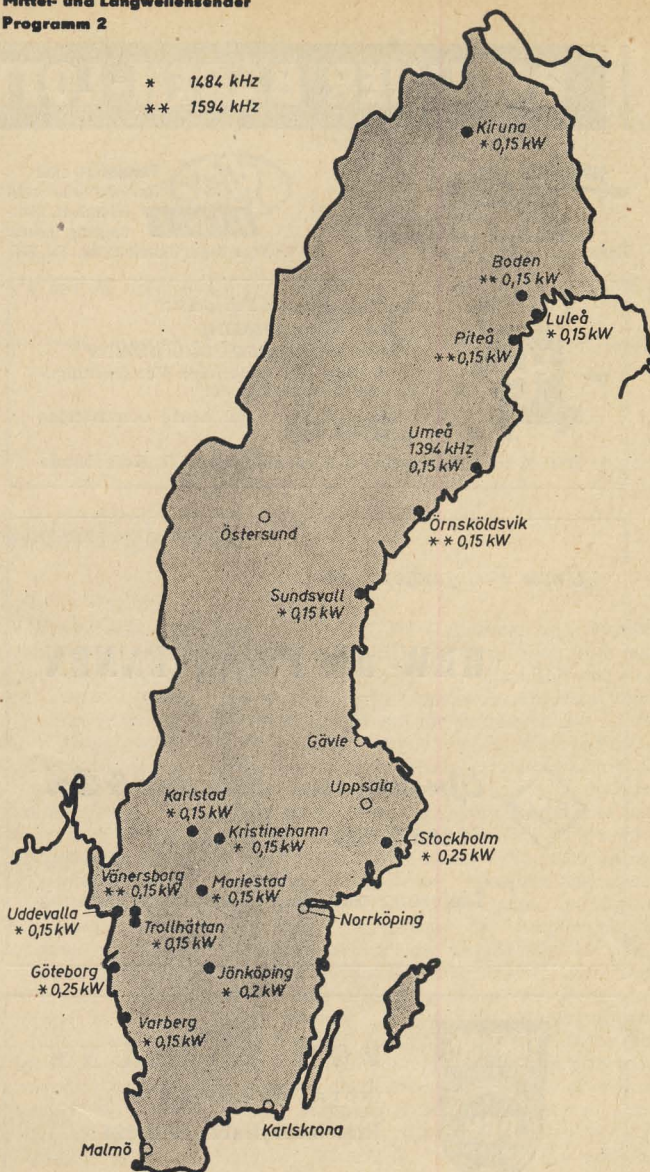 Mittel- und Langwellensender
Programm 2
* 1484 kHz
** 1594 kHz
Kiruna
* 0,15 kW
Boden
** 0,15 kW
Luleå
* 0,15 kW
Piteå
** 0,15 kW
Umeå
1394 kHz
0,15 kW
Östersund
Örnsköldsvik
** 0,15 kW
Sundsvall
* 0,15 kW
Gävle
Uppsala
Karlstad
* 0,15 kW
Kristinehamn
* 0,15 kW
Stockholm
* 0,25 kW
Vänersborg
** 0,15 kW
Mariestad
* 0,15 kW
Uddevalla
* 0,15 kW
Trollhättan
* 0,15 kW
Norrköping
Göteborg
* 0,25 kW
Jönköping
* 0,2 kW
Varberg
* 0,15 kW
Karlskrona
Malmö